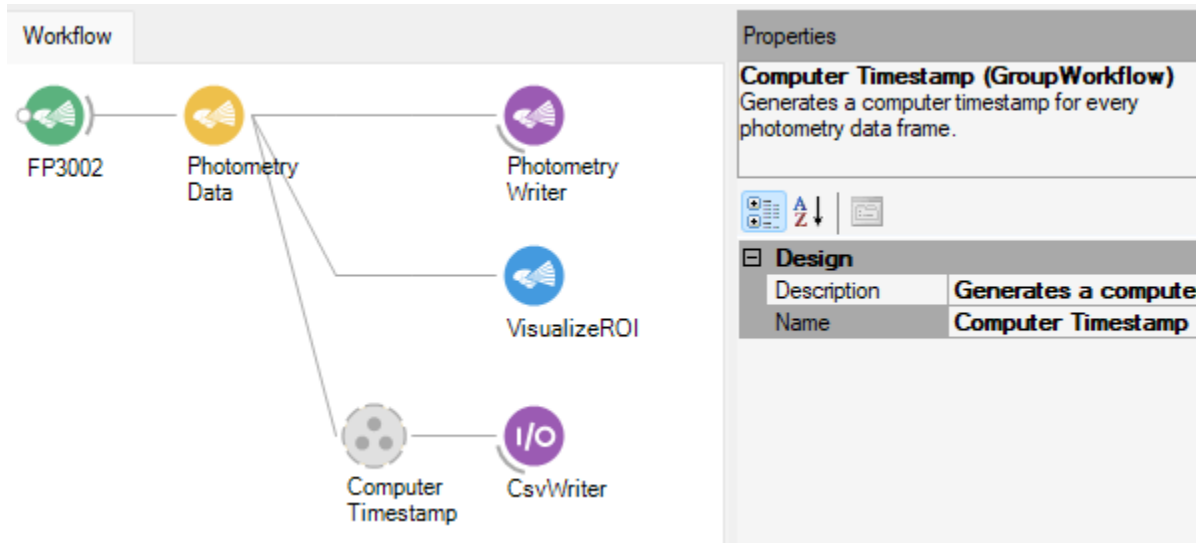 Workflow
FP3002
Photometry
Data
Photometry
Writer
VisualizeROI
Computer
Timestamp
I/O
CsvWriter
Properties
Computer Timestamp (GroupWorkflow)
Generates a computer timestamp for every
photometry data frame.
A
Z
Design
Description Generates a compute
Name Computer Timestamp